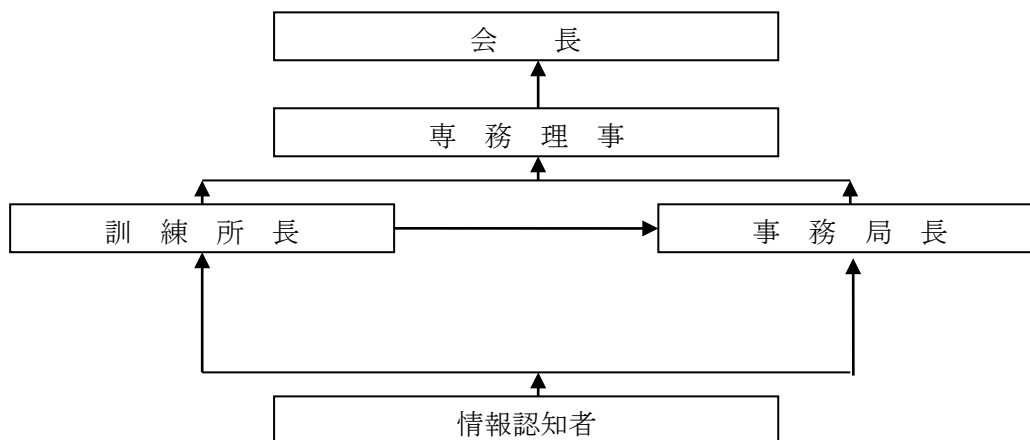 会　長
専　務　理　事
訓　練　所　長
事　務　局　長
情報認知者